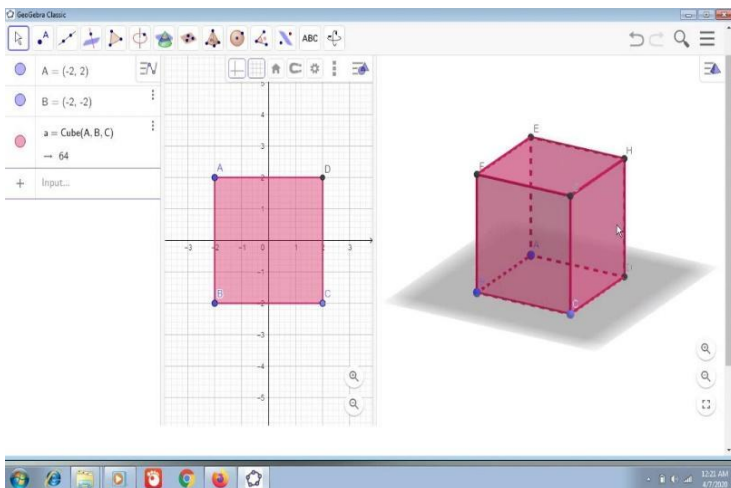 GeoGebra Classic
ABC
A = (-2, 2)
B = (-2, -2)
a = Cube(A, B, C)
→ 64
Input...
5
4
3
A
2
D
1
-3
-2
-1
0
1
2
3
-1
B
-2
C
-3
-4
-5
E
H
F
A
C
12:21 AM
4/7/2020